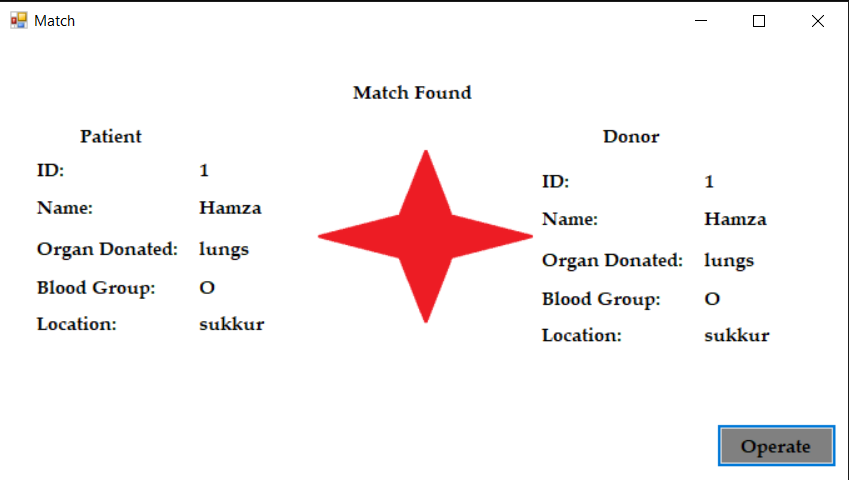 Match
Match Found
Patient
ID: 1
Name: Hamza
Organ Donated: lungs
Blood Group: O
Location: sukkur
Donor
ID: 1
Name: Hamza
Organ Donated: lungs
Blood Group: O
Location: sukkur
Operate